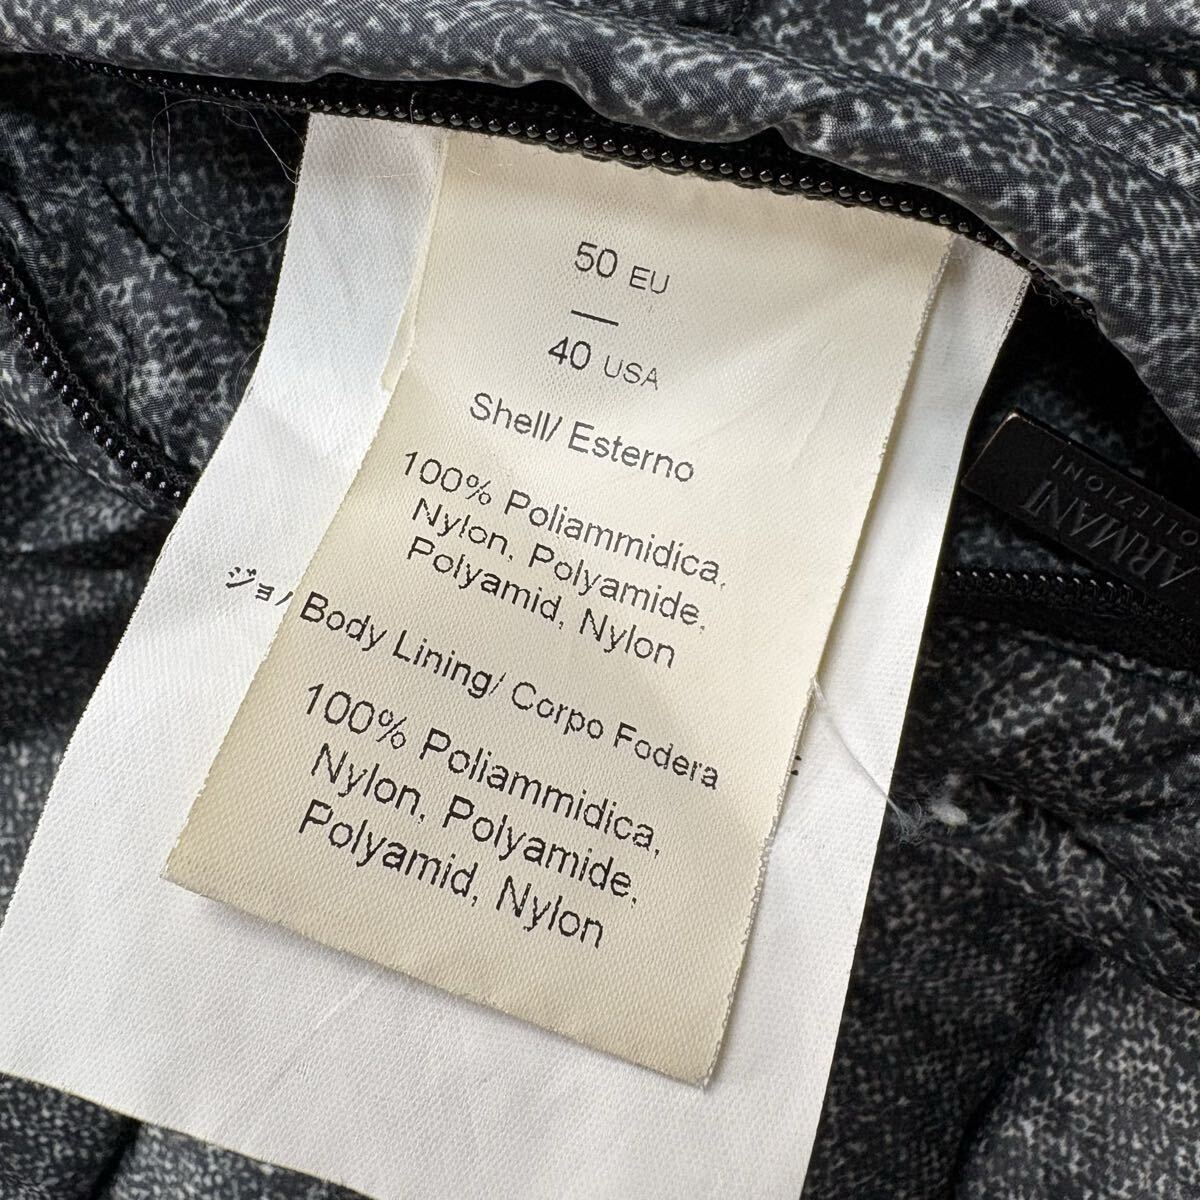 50 EU
—
40 USA
Shell/ Esterno
100% Poliammidica,
Nylon, Polyamide,
Polyamid, Nylon
Body Lining/ Corpo Fodera
100% Poliammidica,
Nylon, Polyamide,
Polyamid, Nylon
ジョ
ARMANI
OLLEZIONI